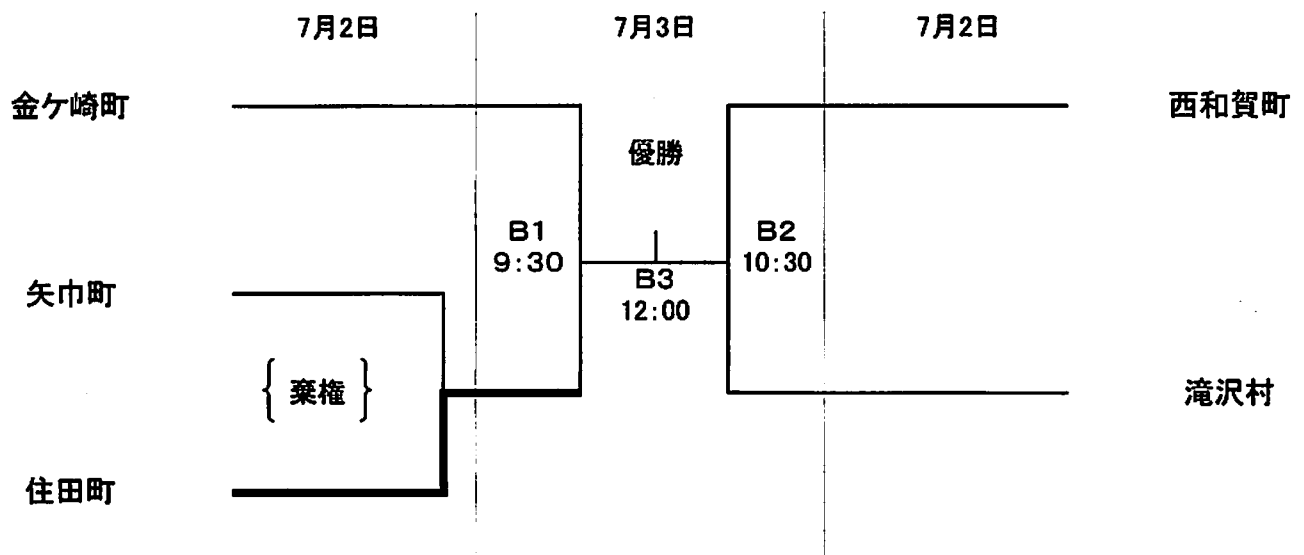 7月2日
7月3日
7月2日
金ケ崎町
西和賀町
優勝
B1
9:30
B2
10:30
B3
12:00
矢巾町
{ 棄権 }
滝沢村
住田町